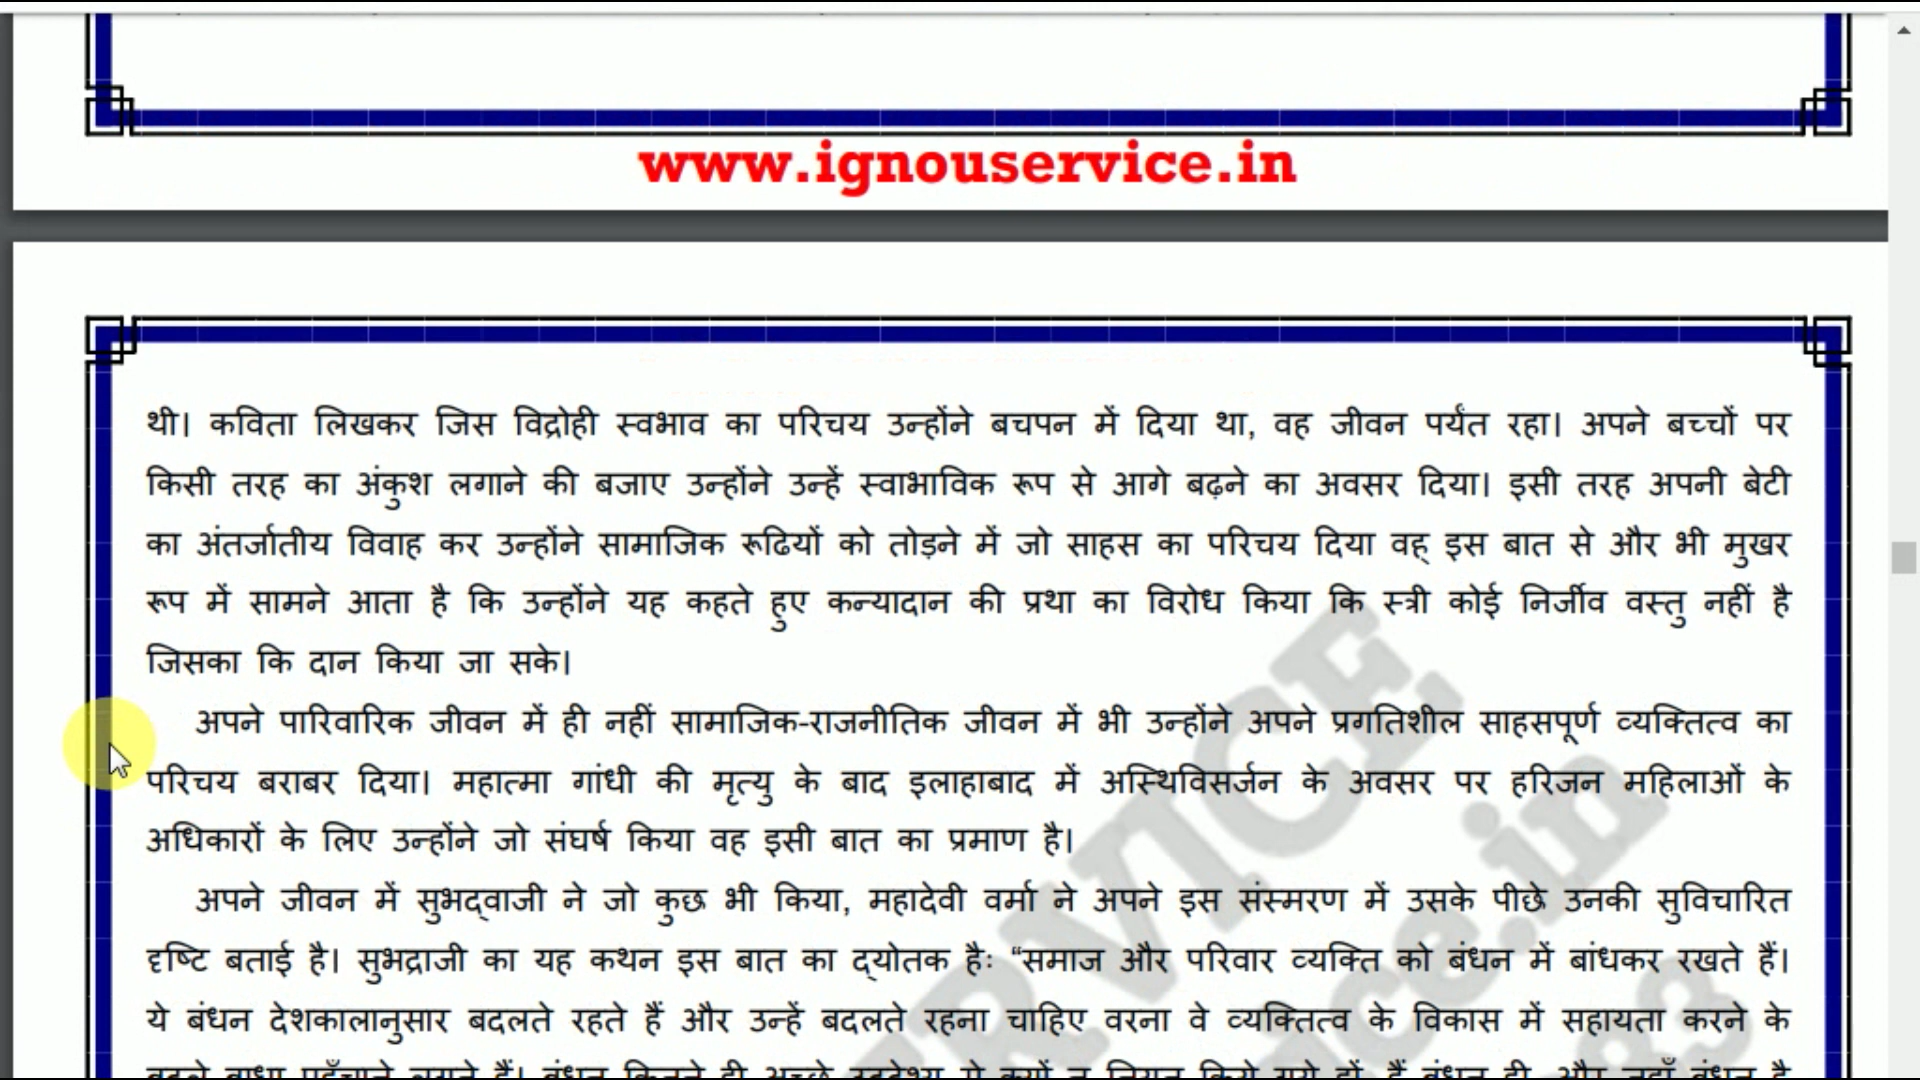 www.ignouservice.in
थी। कविता लिखकर जिस विद्रोही स्वभाव का परिचय उन्होंने बचपन में दिया था, वह जीवन पर्यंत रहा। अपने बच्चों पर
किसी तरह का अंकुश लगाने की बजाए उन्होंने उन्हें स्वाभाविक रूप से आगे बढ़ने का अवसर दिया। इसी तरह अपनी बेटी
का अंतर्जातीय विवाह कर उन्होंने सामाजिक रूढियों को तोड़ने में जो साहस का परिचय दिया वह् इस बात से और भी मुखर
रूप में सामने आता है कि उन्होंने यह कहते हुए कन्यादान की प्रथा का विरोध किया कि स्त्री कोई निर्जीव वस्तु नहीं है
जिसका कि दान किया जा सके।
अपने पारिवारिक जीवन में ही नहीं सामाजिक-राजनीतिक जीवन में भी उन्होंने अपने प्रगतिशील साहसपूर्ण व्यक्तित्व का
परिचय बराबर दिया। महात्मा गांधी की मृत्यु के बाद इलाहाबाद में अस्थिविसर्जन के अवसर पर हरिजन महिलाओं के
अधिकारों के लिए उन्होंने जो संघर्ष किया वह इसी बात का प्रमाण है।
अपने जीवन में सुभद्वाजी ने जो कुछ भी किया, महादेवी वर्मा ने अपने इस संस्मरण में उसके पीछे उनकी सुविचारित
दृष्टि बताई है। सुभद्राजी का यह कथन इस बात का द्योतक हैः “समाज और परिवार व्यक्ति को बंधन में बांधकर रखते हैं।
ये बंधन देशकालानुसार बदलते रहते हैं और उन्हें बदलते रहना चाहिए वरना वे व्यक्तित्व के विकास में सहायता करने के